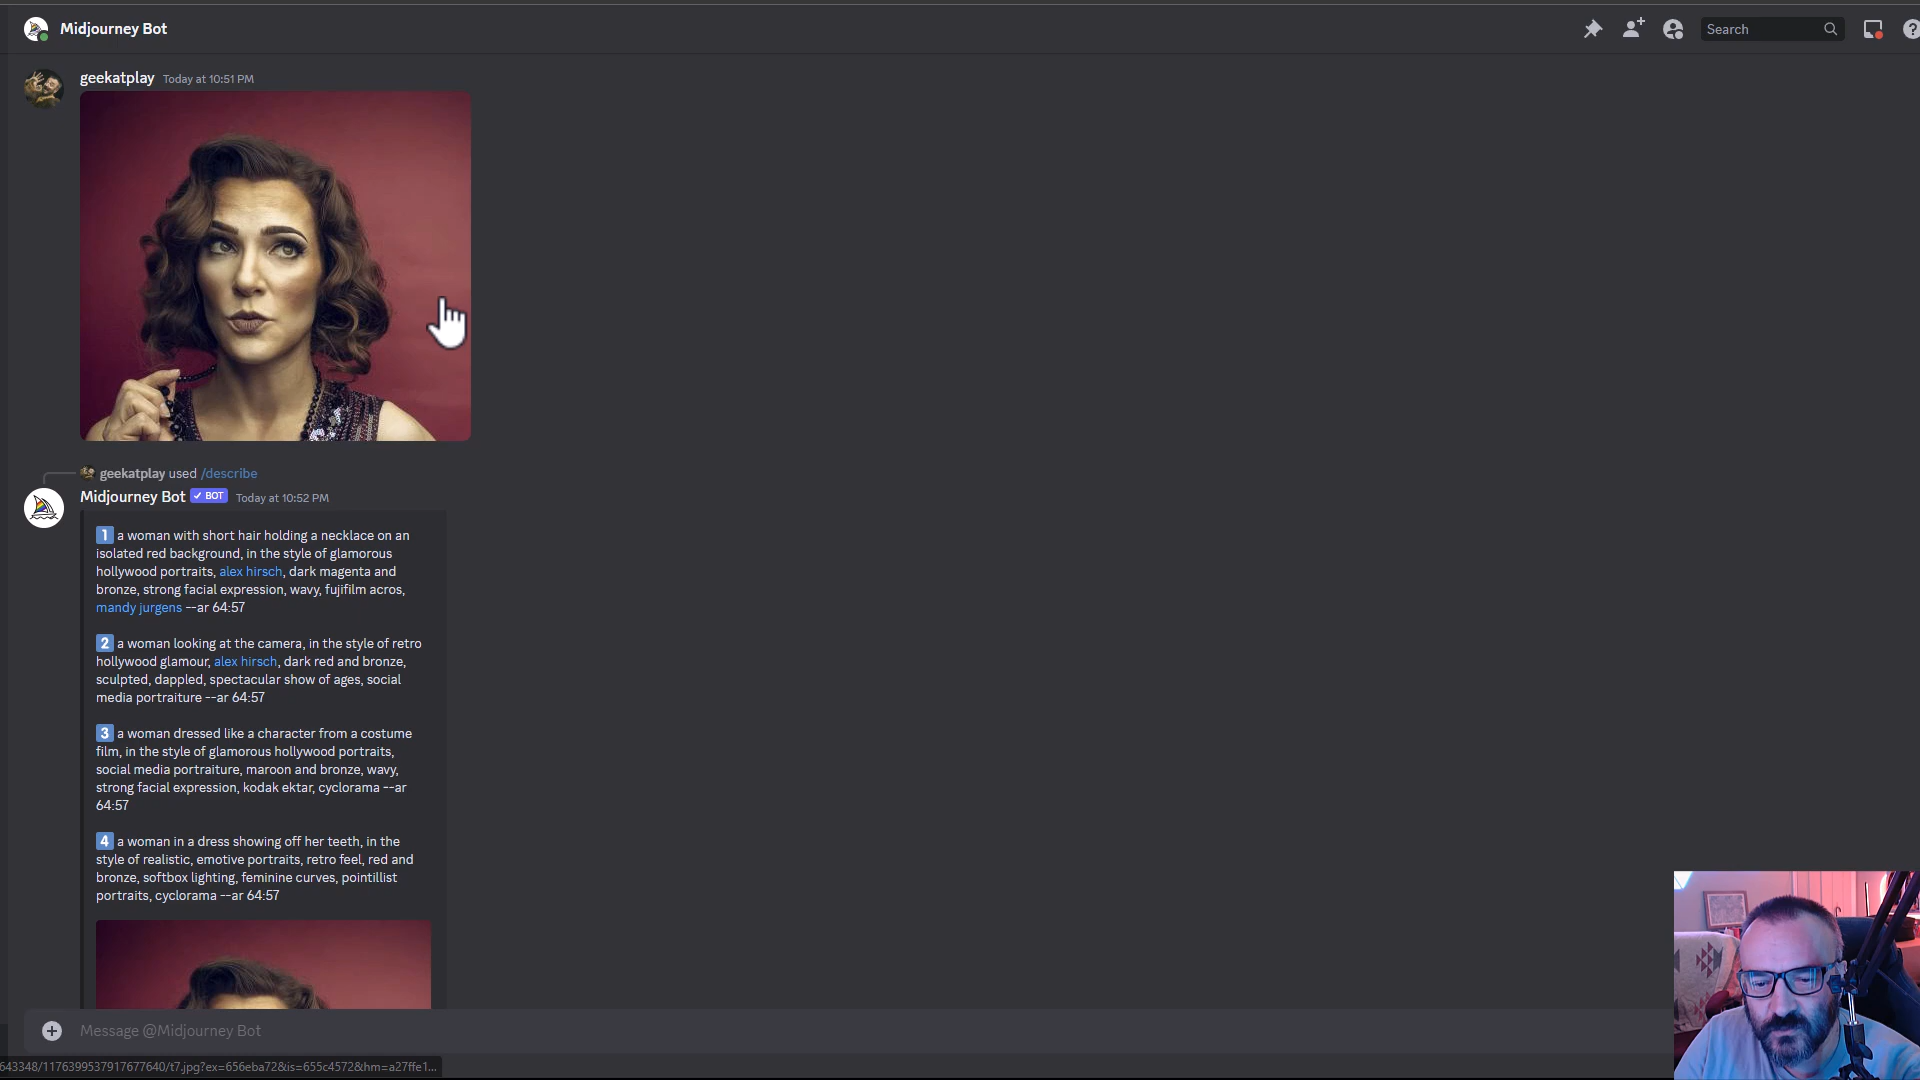 Midjourney Bot
Search
geekatplay Today at 10:51 PM
geekatplay used /describe
Midjourney Bot ✓ BOT Today at 10:52 PM
1 a woman with short hair holding a necklace on an
isolated red background, in the style of glamorous
hollywood portraits, alex hirsch, dark magenta and
bronze, strong facial expression, wavy, fujifilm acros,
mandy jurgens --ar 64:57
2 a woman looking at the camera, in the style of retro
hollywood glamour, alex hirsch, dark red and bronze,
sculpted, dappled, spectacular show of ages, social
media portraiture --ar 64:57
3 a woman dressed like a character from a costume
film, in the style of glamorous hollywood portraits,
social media portraiture, maroon and bronze, wavy,
strong facial expression, kodak ektar, cyclorama --ar
64:57
4 a woman in a dress showing off her teeth, in the
style of realistic, emotive portraits, retro feel, red and
bronze, softbox lighting, feminine curves, pointillist
portraits, cyclorama --ar 64:57
Message @Midjourney Bot
643348/1176399537917677640/t7.jpg?ex=656eba72&is=655c4572&hm=a27ffe1...